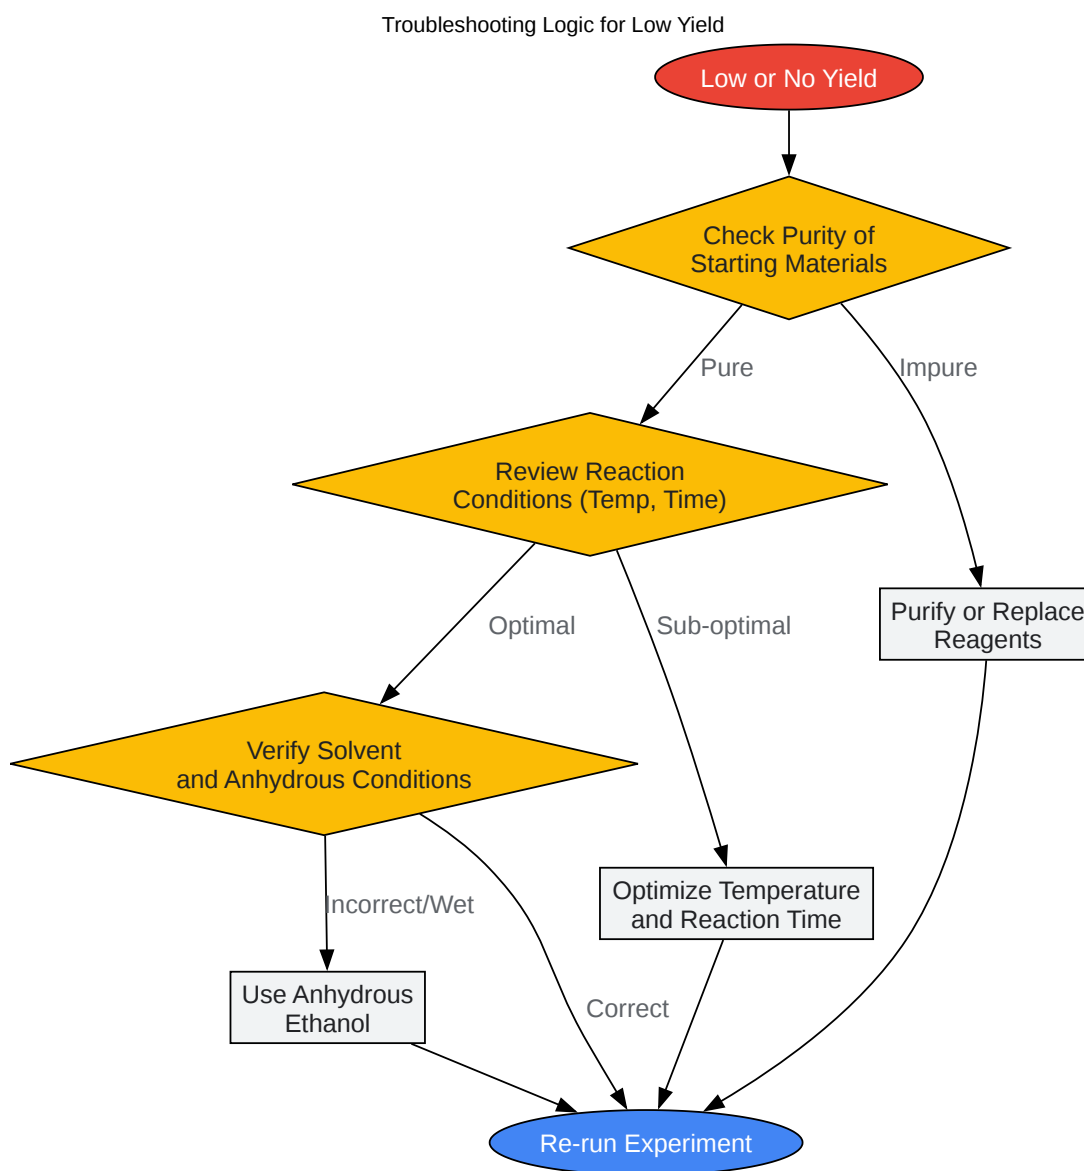 Troubleshooting Logic for Low Yield
Low or No Yield
Check Purity of
Starting Materials
Pure
Impure
Review Reaction
Conditions (Temp, Time)
Optimal
Sub-optimal
Purify or Replace
Reagents
Verify Solvent
and Anhydrous Conditions
Incorrect/Wet
Optimize Temperature
and Reaction Time
Use Anhydrous
Ethanol
Correct
Re-run Experiment